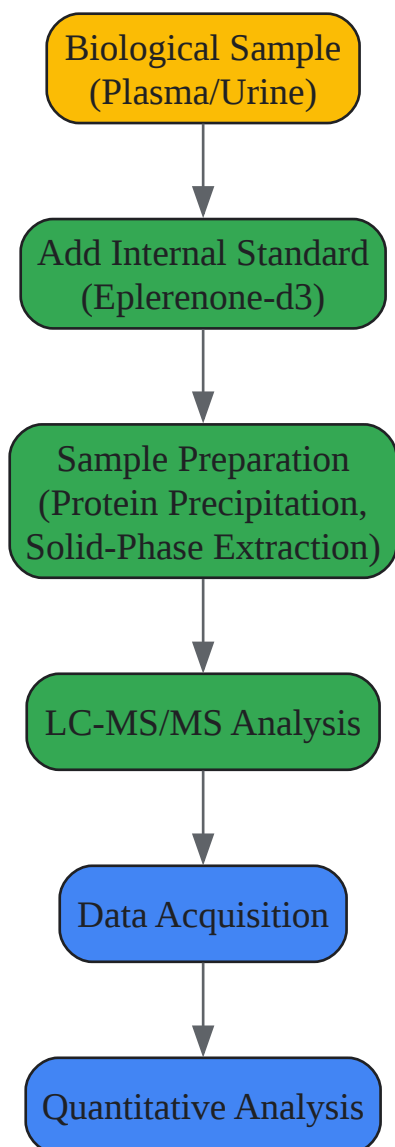 Biological Sample
(Plasma/Urine)
Add Internal Standard
(Eplerenone-d3)
Sample Preparation
(Protein Precipitation,
Solid-Phase Extraction)
LC-MS/MS Analysis
Data Acquisition
Quantitative Analysis